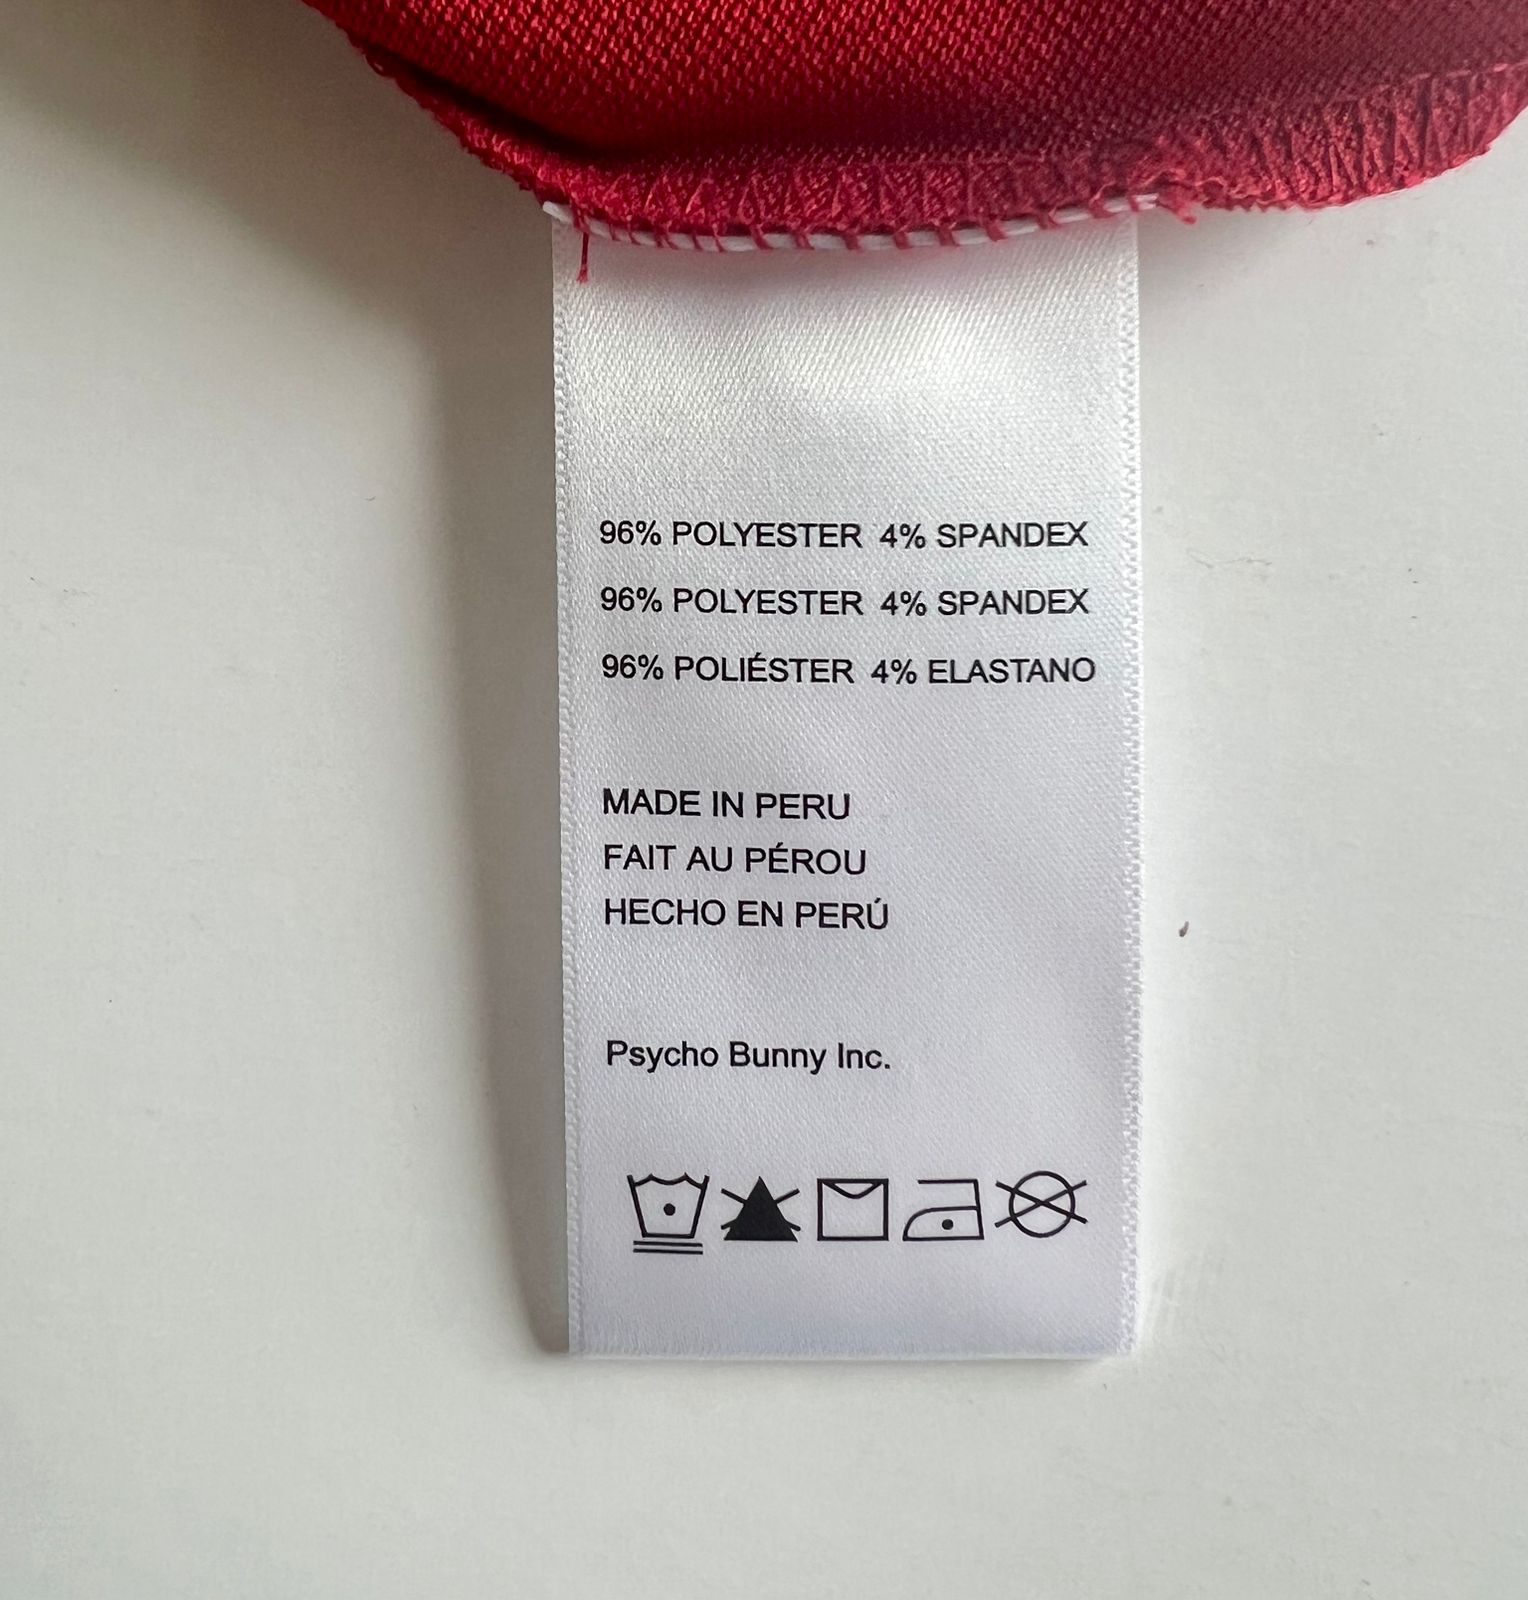 96% POLYESTER 4% SPANDEX
96% POLYESTER 4% SPANDEX
96% POLIÉSTER 4% ELASTANO
MADE IN PERU
FAIT AU PÉROU
HECHO EN PERÚ
Psycho Bunny Inc.